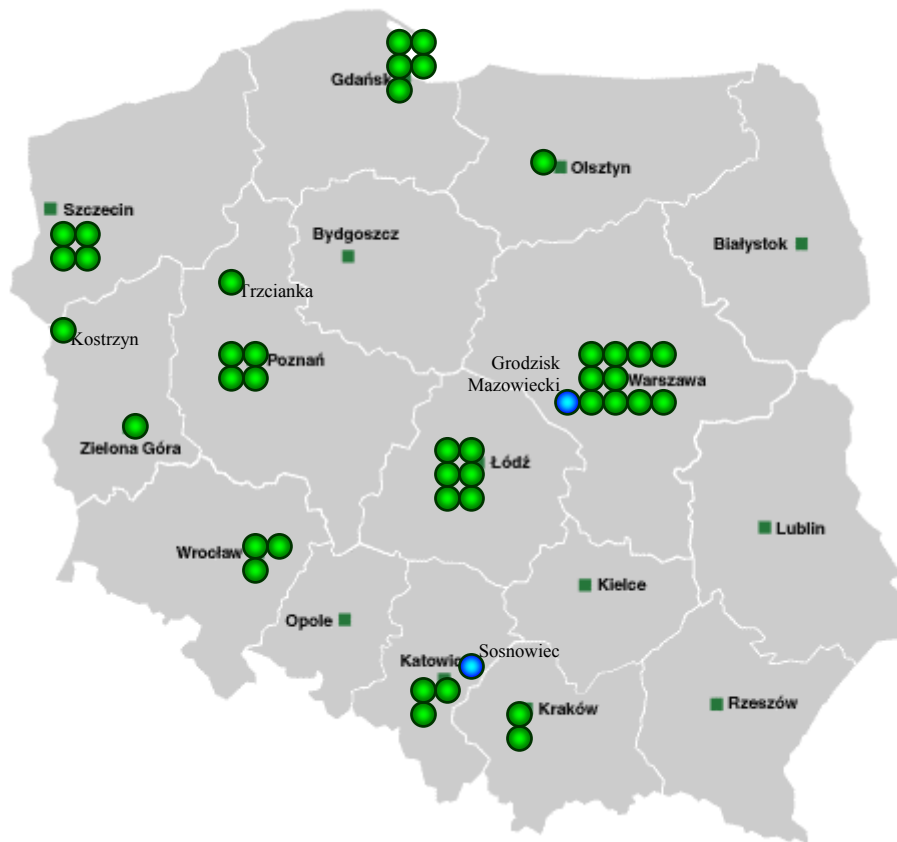 Gdańsk
Olsztyn
Szczecin
Bydgoszcz
Białystok
Trzcianka
Kostrzyn
Poznań
Grodzisk
Mazowiecki
Warszawa
Zielona Góra
Łódź
Wrocław
Lublin
Kielce
Opole
Sosnowiec
Katowic
Kraków
Rzeszów